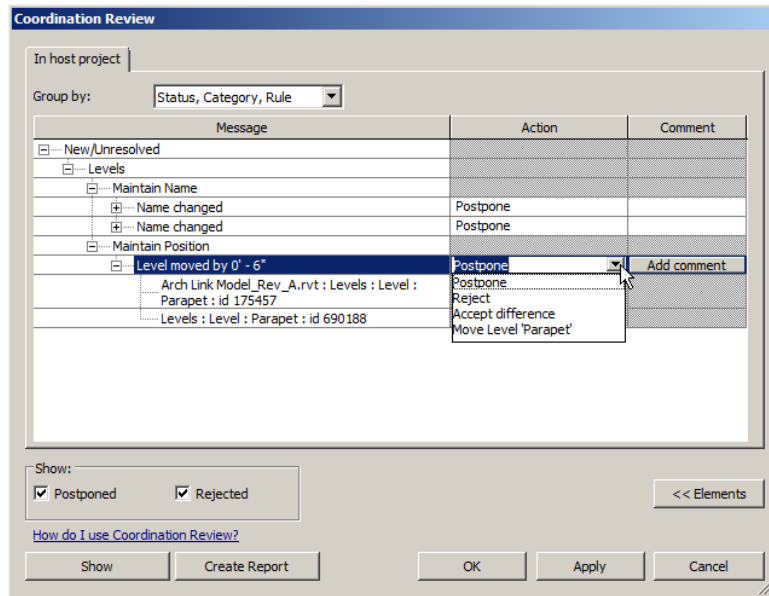 Coordination Review
In host project
Group by: Status, Category, Rule
Message Action Comment
New/Unresolved
Levels
Maintain Name
Name changed Postpone
Name changed Postpone
Maintain Position
Level moved by 0' - 6" Postpone Add comment
Arch Link Model_Rev_A.rvt : Levels : Level :
Parapet : id 175457
Levels : Level : Parapet : id 690188
Postpone
Reject
Accept difference
Move Level 'Parapet'
Show:
Postponed Rejected
<< Elements
How do I use Coordination Review?
Show Create Report OK Apply Cancel